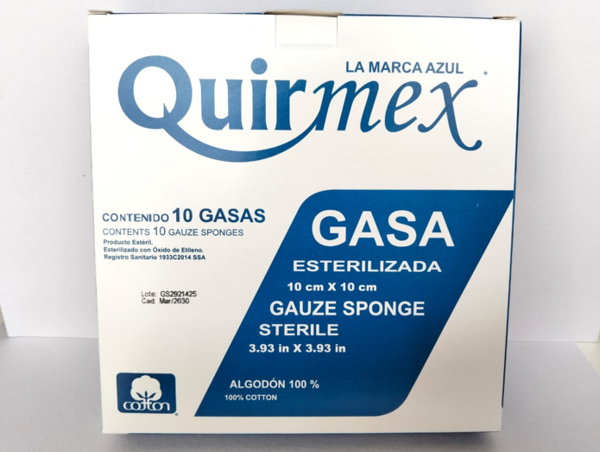 LA MARCA AZUL
Quirmex
CONTENIDO 10 GASAS
CONTENTS 10 GAUZE SPONGES
Producto Estéril.
Esterilizado con Óxido de Etileno.
Registro Sanitario 1933C2014 SSA
Lote: GS2921425
Cad: Mar/2030
GASA
ESTERILIZADA
10 cm X 10 cm
GAUZE SPONGE
STERILE
3.93 in X 3.93 in
ALGODÓN 100 %
100% COTTON
cotton